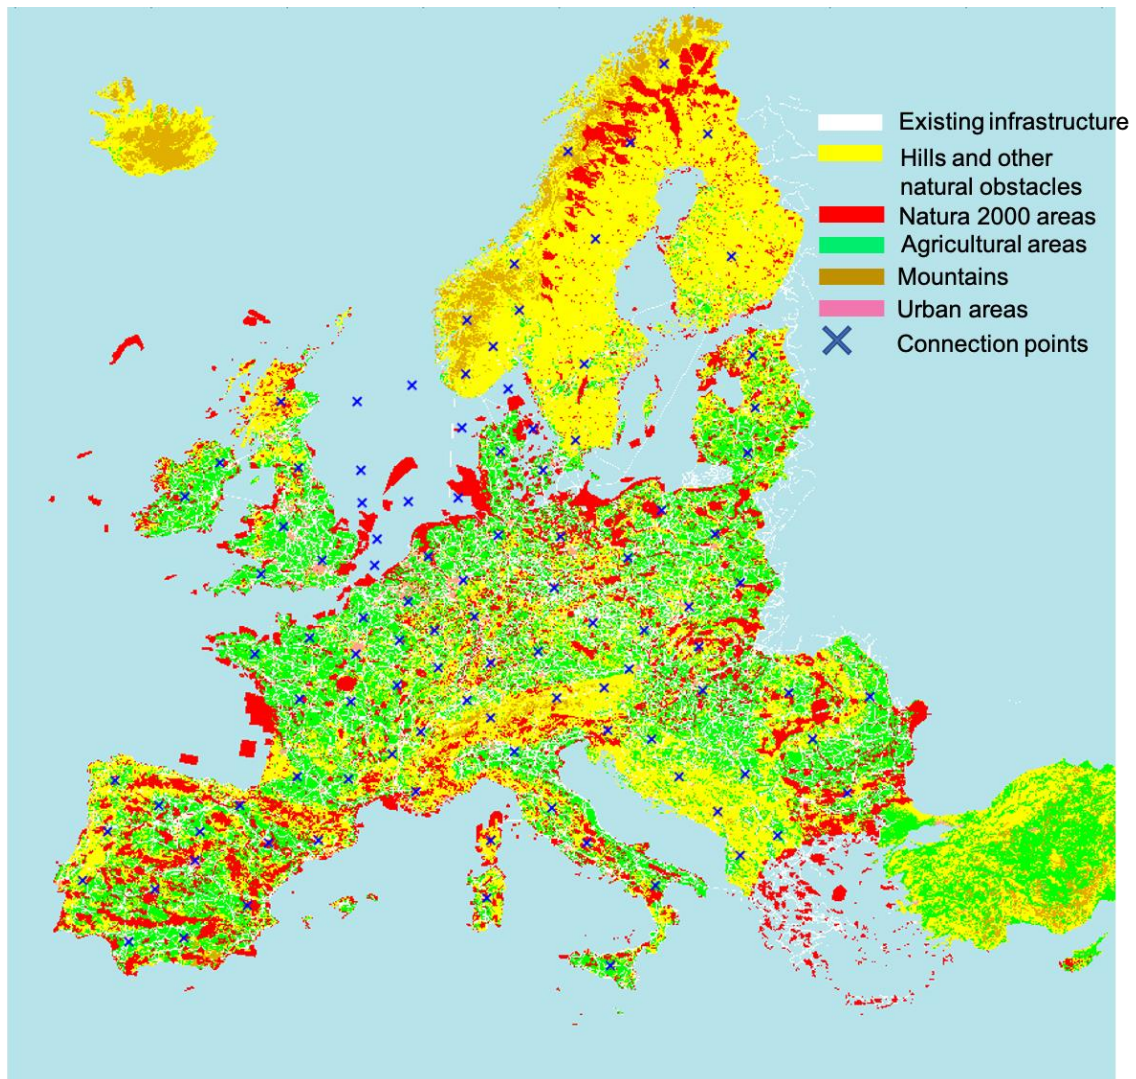 Existing infrastructure
Hills and other
natural obstacles
Natura 2000 areas
Agricultural areas
Mountains
Urban areas
Connection points